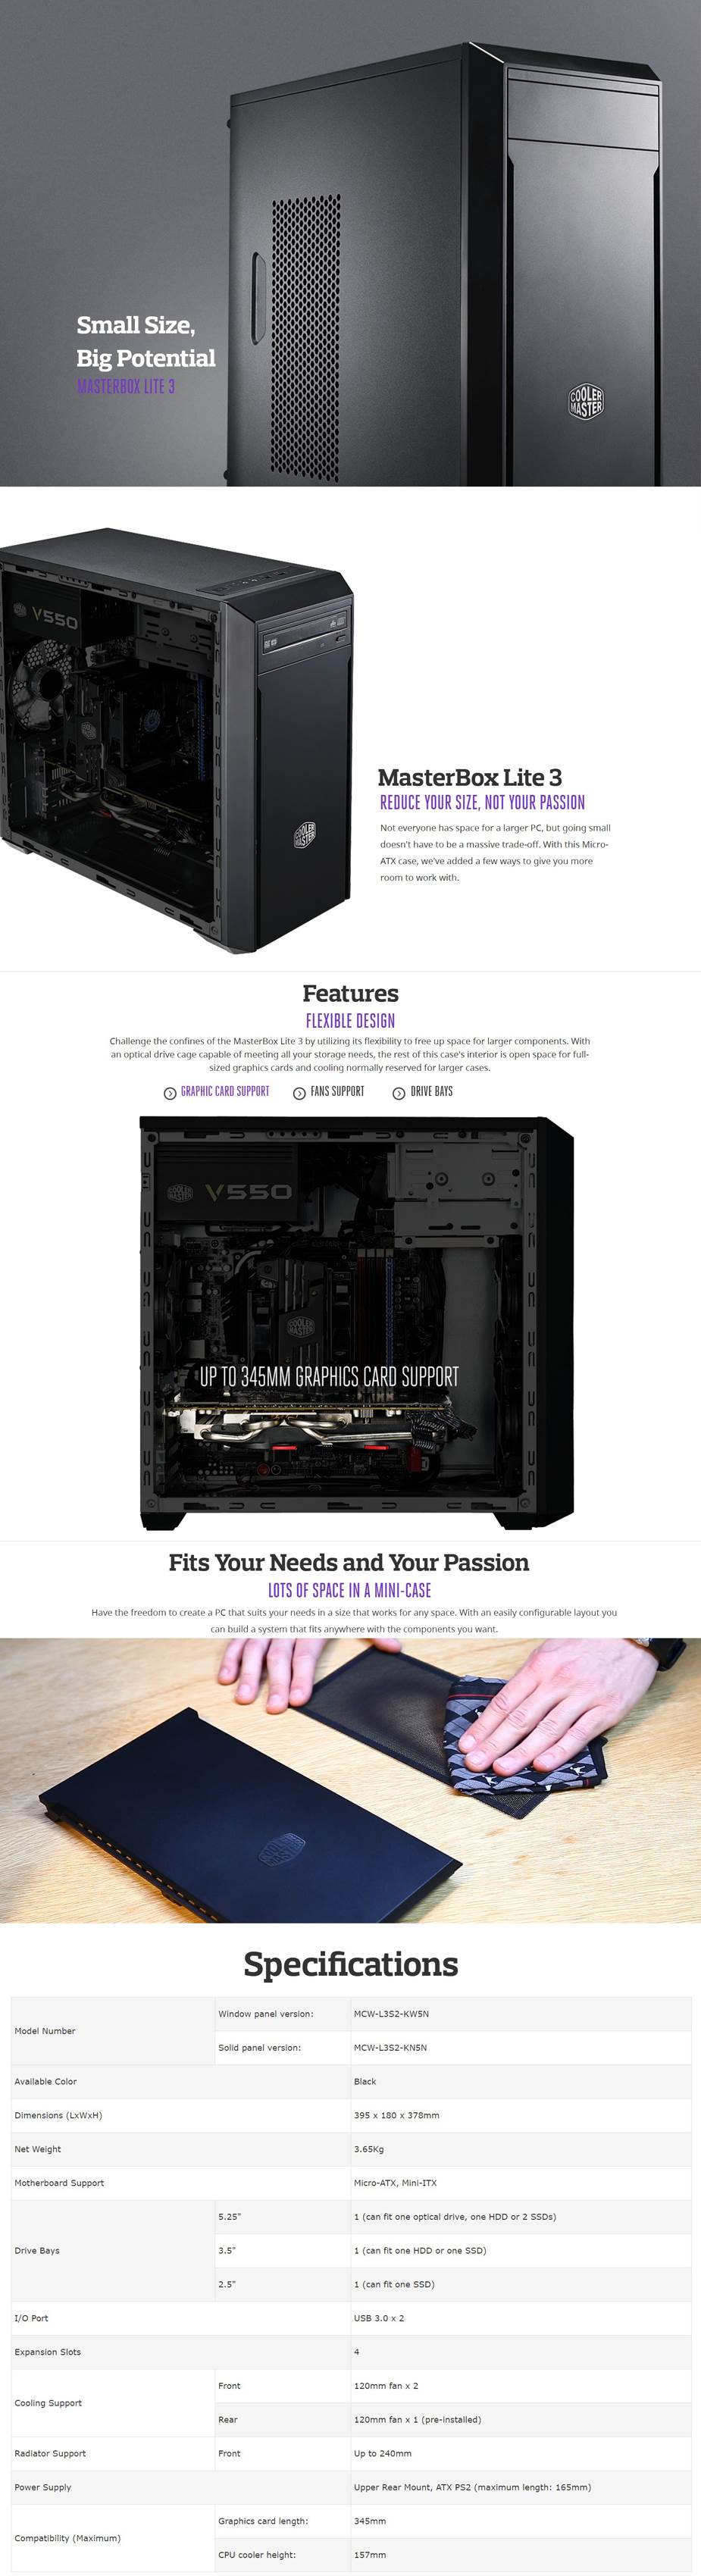 Small Size,
Big Potential
MASTERBOX LITE 3
COOLER
MASTER
V550
COOLER
MASTER
MasterBox Lite 3
REDUCE YOUR SIZE, NOT YOUR PASSION
Not everyone has space for a larger PC, but going small
doesn't have to be a massive trade-off. With this Micro-
ATX case, we've added a few ways to give you more
room to work with.
Features
FLEXIBLE DESIGN
Challenge the confines of the MasterBox Lite 3 by utilizing its flexibility to free up space for larger components. With
an optical drive cage capable of meeting all your storage needs, the rest of this case's interior is open space for full-
sized graphics cards and cooling normally reserved for larger cases.
GRAPHIC CARD SUPPORT FANS SUPPORT DRIVE BAYS
COOLER
MASTER
V550
COOLER
MASTER
UP TO 345MM GRAPHICS CARD SUPPORT
Fits Your Needs and Your Passion
LOTS OF SPACE IN A MINI-CASE
Have the freedom to create a PC that suits your needs in a size that works for any space. With an easily configurable layout you
can build a system that fits anywhere with the components you want.
Specifications
Model Number
Window panel version: MCW-L3S2-KW5N
Solid panel version: MCW-L3S2-KN5N
Available Color Black
Dimensions (LxWxH) 395 x 180 x 378mm
Net Weight 3.65Kg
Motherboard Support Micro-ATX, Mini-ITX
Drive Bays
5.25" 1 (can fit one optical drive, one HDD or 2 SSDs)
3.5" 1 (can fit one HDD or one SSD)
2.5" 1 (can fit one SSD)
I/O Port USB 3.0 x 2
Expansion Slots 4
Cooling Support
Front 120mm fan x 2
Rear 120mm fan x 1 (pre-installed)
Radiator Support Front Up to 240mm
Power Supply Upper Rear Mount, ATX PS2 (maximum length: 165mm)
Compatibility (Maximum)
Graphics card length: 345mm
CPU cooler height: 157mm